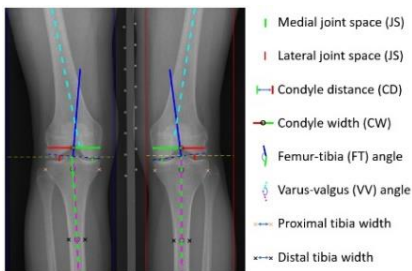 Medial joint space (JS)
Lateral joint space (JS)
Condyle distance (CD)
Condyle width (CW)
Femur-tibia (FT) angle
Varus-valgus (VV) angle
Proximal tibia width
Distal tibia width